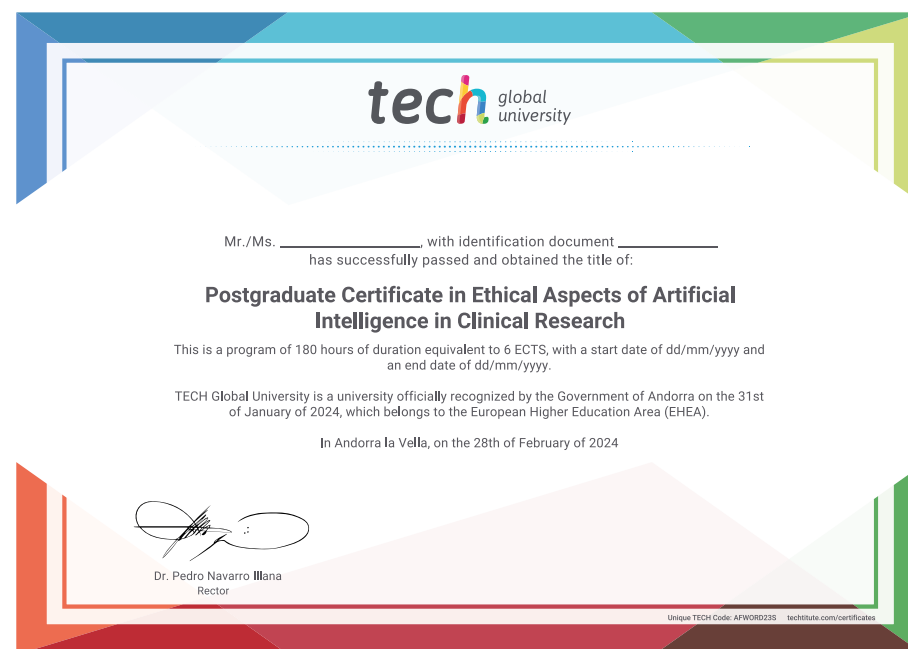 tech global
university
Mr./Ms. ____________________, with identification document ______________
has successfully passed and obtained the title of:
Postgraduate Certificate in Ethical Aspects of Artificial
Intelligence in Clinical Research
This is a program of 180 hours of duration equivalent to 6 ECTS, with a start date of dd/mm/yyyy and
an end date of dd/mm/yyyy.
TECH Global University is a university officially recognized by the Government of Andorra on the 31st
of January of 2024, which belongs to the European Higher Education Area (EHEA).
In Andorra la Vella, on the 28th of February of 2024
Dr. Pedro Navarro Illana
Rector
Unique TECH Code: AFWORD23S techtitute.com/certificates